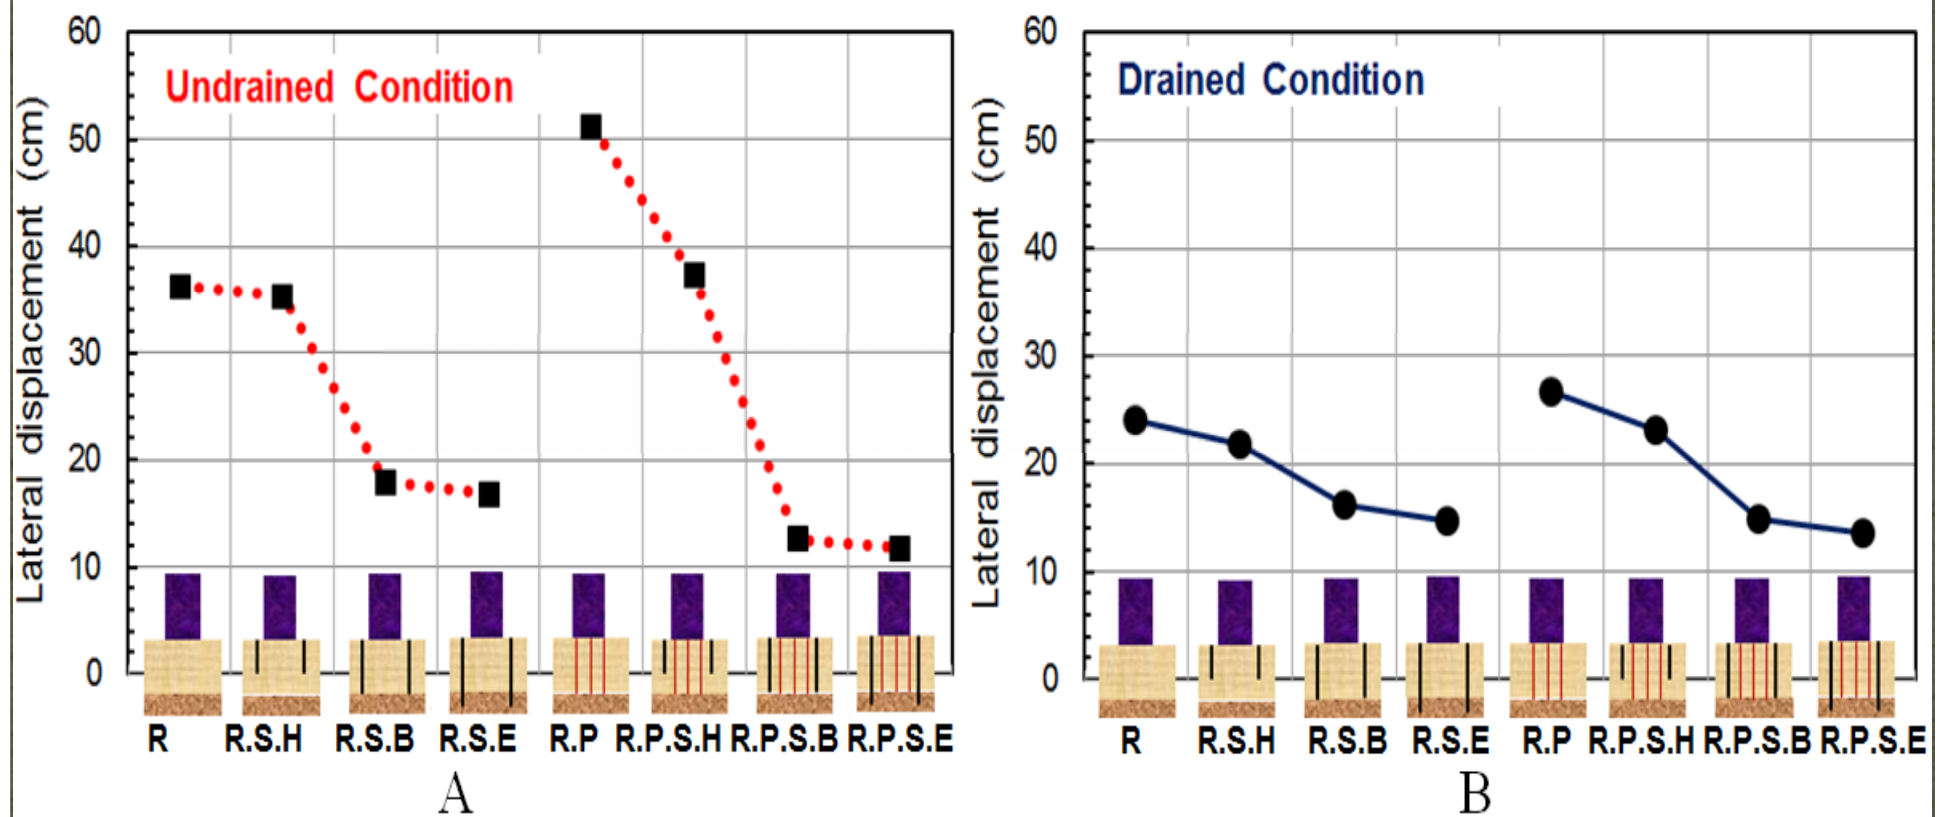 Undrained Condition
Lateral displacement (cm)
60
50
40
30
20
10
0
R R.S.H R.S.B R.S.E R.P R.P.S.H R.P.S.B R.P.S.E
A
Drained Condition
Lateral displacement (cm)
60
50
40
30
20
10
0
R R.S.H R.S.B R.S.E R.P R.P.S.H R.P.S.B R.P.S.E
B